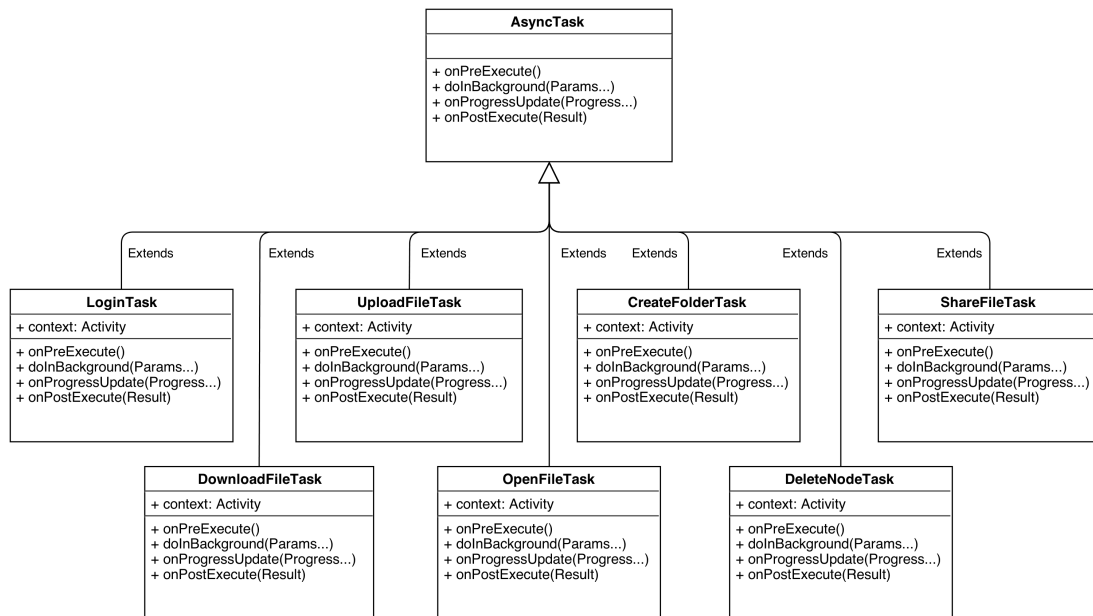 AsyncTask
+ onPreExecute()
+ doInBackground(Params...)
+ onProgressUpdate(Progress...)
+ onPostExecute(Result)
Extends
Extends
Extends
Extends
Extends
Extends
Extends
LoginTask
+ context: Activity
+ onPreExecute()
+ doInBackground(Params...)
+ onProgressUpdate(Progress...)
+ onPostExecute(Result)
UploadFileTask
+ context: Activity
+ onPreExecute()
+ doInBackground(Params...)
+ onProgressUpdate(Progress...)
+ onPostExecute(Result)
CreateFolderTask
+ context: Activity
+ onPreExecute()
+ doInBackground(Params...)
+ onProgressUpdate(Progress...)
+ onPostExecute(Result)
ShareFileTask
+ context: Activity
+ onPreExecute()
+ doInBackground(Params...)
+ onProgressUpdate(Progress...)
+ onPostExecute(Result)
DownloadFileTask
+ context: Activity
+ onPreExecute()
+ doInBackground(Params...)
+ onProgressUpdate(Progress...)
+ onPostExecute(Result)
OpenFileTask
+ context: Activity
+ onPreExecute()
+ doInBackground(Params...)
+ onProgressUpdate(Progress...)
+ onPostExecute(Result)
DeleteNodeTask
+ context: Activity
+ onPreExecute()
+ doInBackground(Params...)
+ onProgressUpdate(Progress...)
+ onPostExecute(Result)